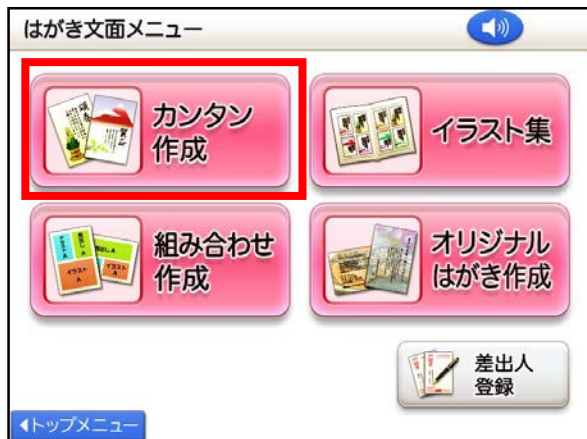 はがき文面メニュー
カンタン
作成
イラスト集
組み合わせ
作成
オリジナル
はがき作成
差出人
登録
トップメニュー